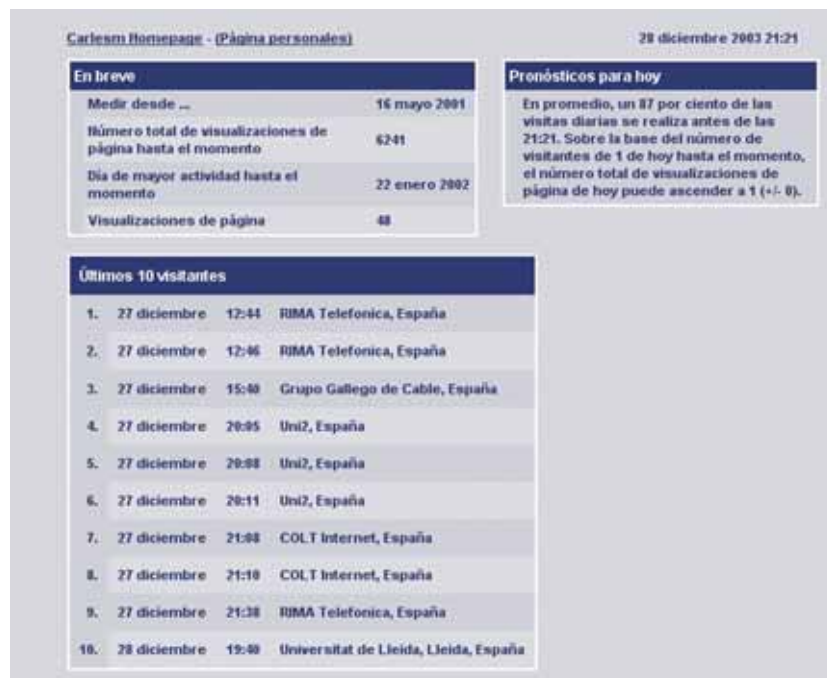 Carlesm Homepage - (Página personales)
28 diciembre 2003 21:21
En breve
Medir desde ... 16 mayo 2001
Número total de visualizaciones de
página hasta el momento 6241
Día de mayor actividad hasta el
momento 22 enero 2002
Visualizaciones de página 48
Pronósticos para hoy
En promedio, un 87 por ciento de las
visitas diarias se realiza antes de las
21:21. Sobre la base del número de
visitantes de 1 de hoy hasta el momento,
el número total de visualizaciones de
página de hoy puede ascender a 1 (+/- 0).
Últimos 10 visitantes
1. 27 diciembre 12:44 RIMA Telefonica, España
2. 27 diciembre 12:46 RIMA Telefonica, España
3. 27 diciembre 15:40 Grupo Gallego de Cable, España
4. 27 diciembre 20:05 Uni2, España
5. 27 diciembre 20:08 Uni2, España
6. 27 diciembre 20:11 Uni2, España
7. 27 diciembre 21:08 COLT Internet, España
8. 27 diciembre 21:10 COLT Internet, España
9. 27 diciembre 21:38 RIMA Telefonica, España
10. 28 diciembre 19:40 Universitat de Lleida, Lleida, España